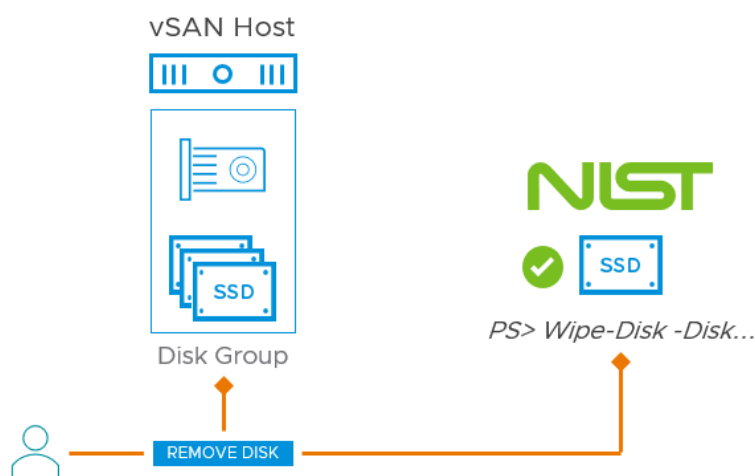 vSAN Host
NIST
SSD
SSD
PS> Wipe-Disk -Disk...
Disk Group
REMOVE DISK